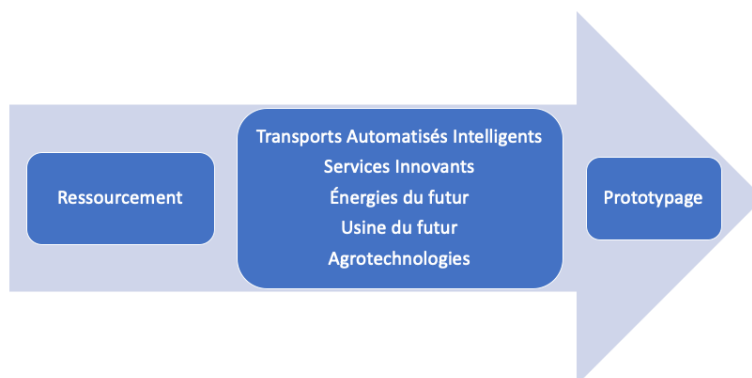 Ressourcement
Transports Automatisés Intelligents
Services Innovants
Énergies du futur
Usine du futur
Agrotechnologies
Prototypage